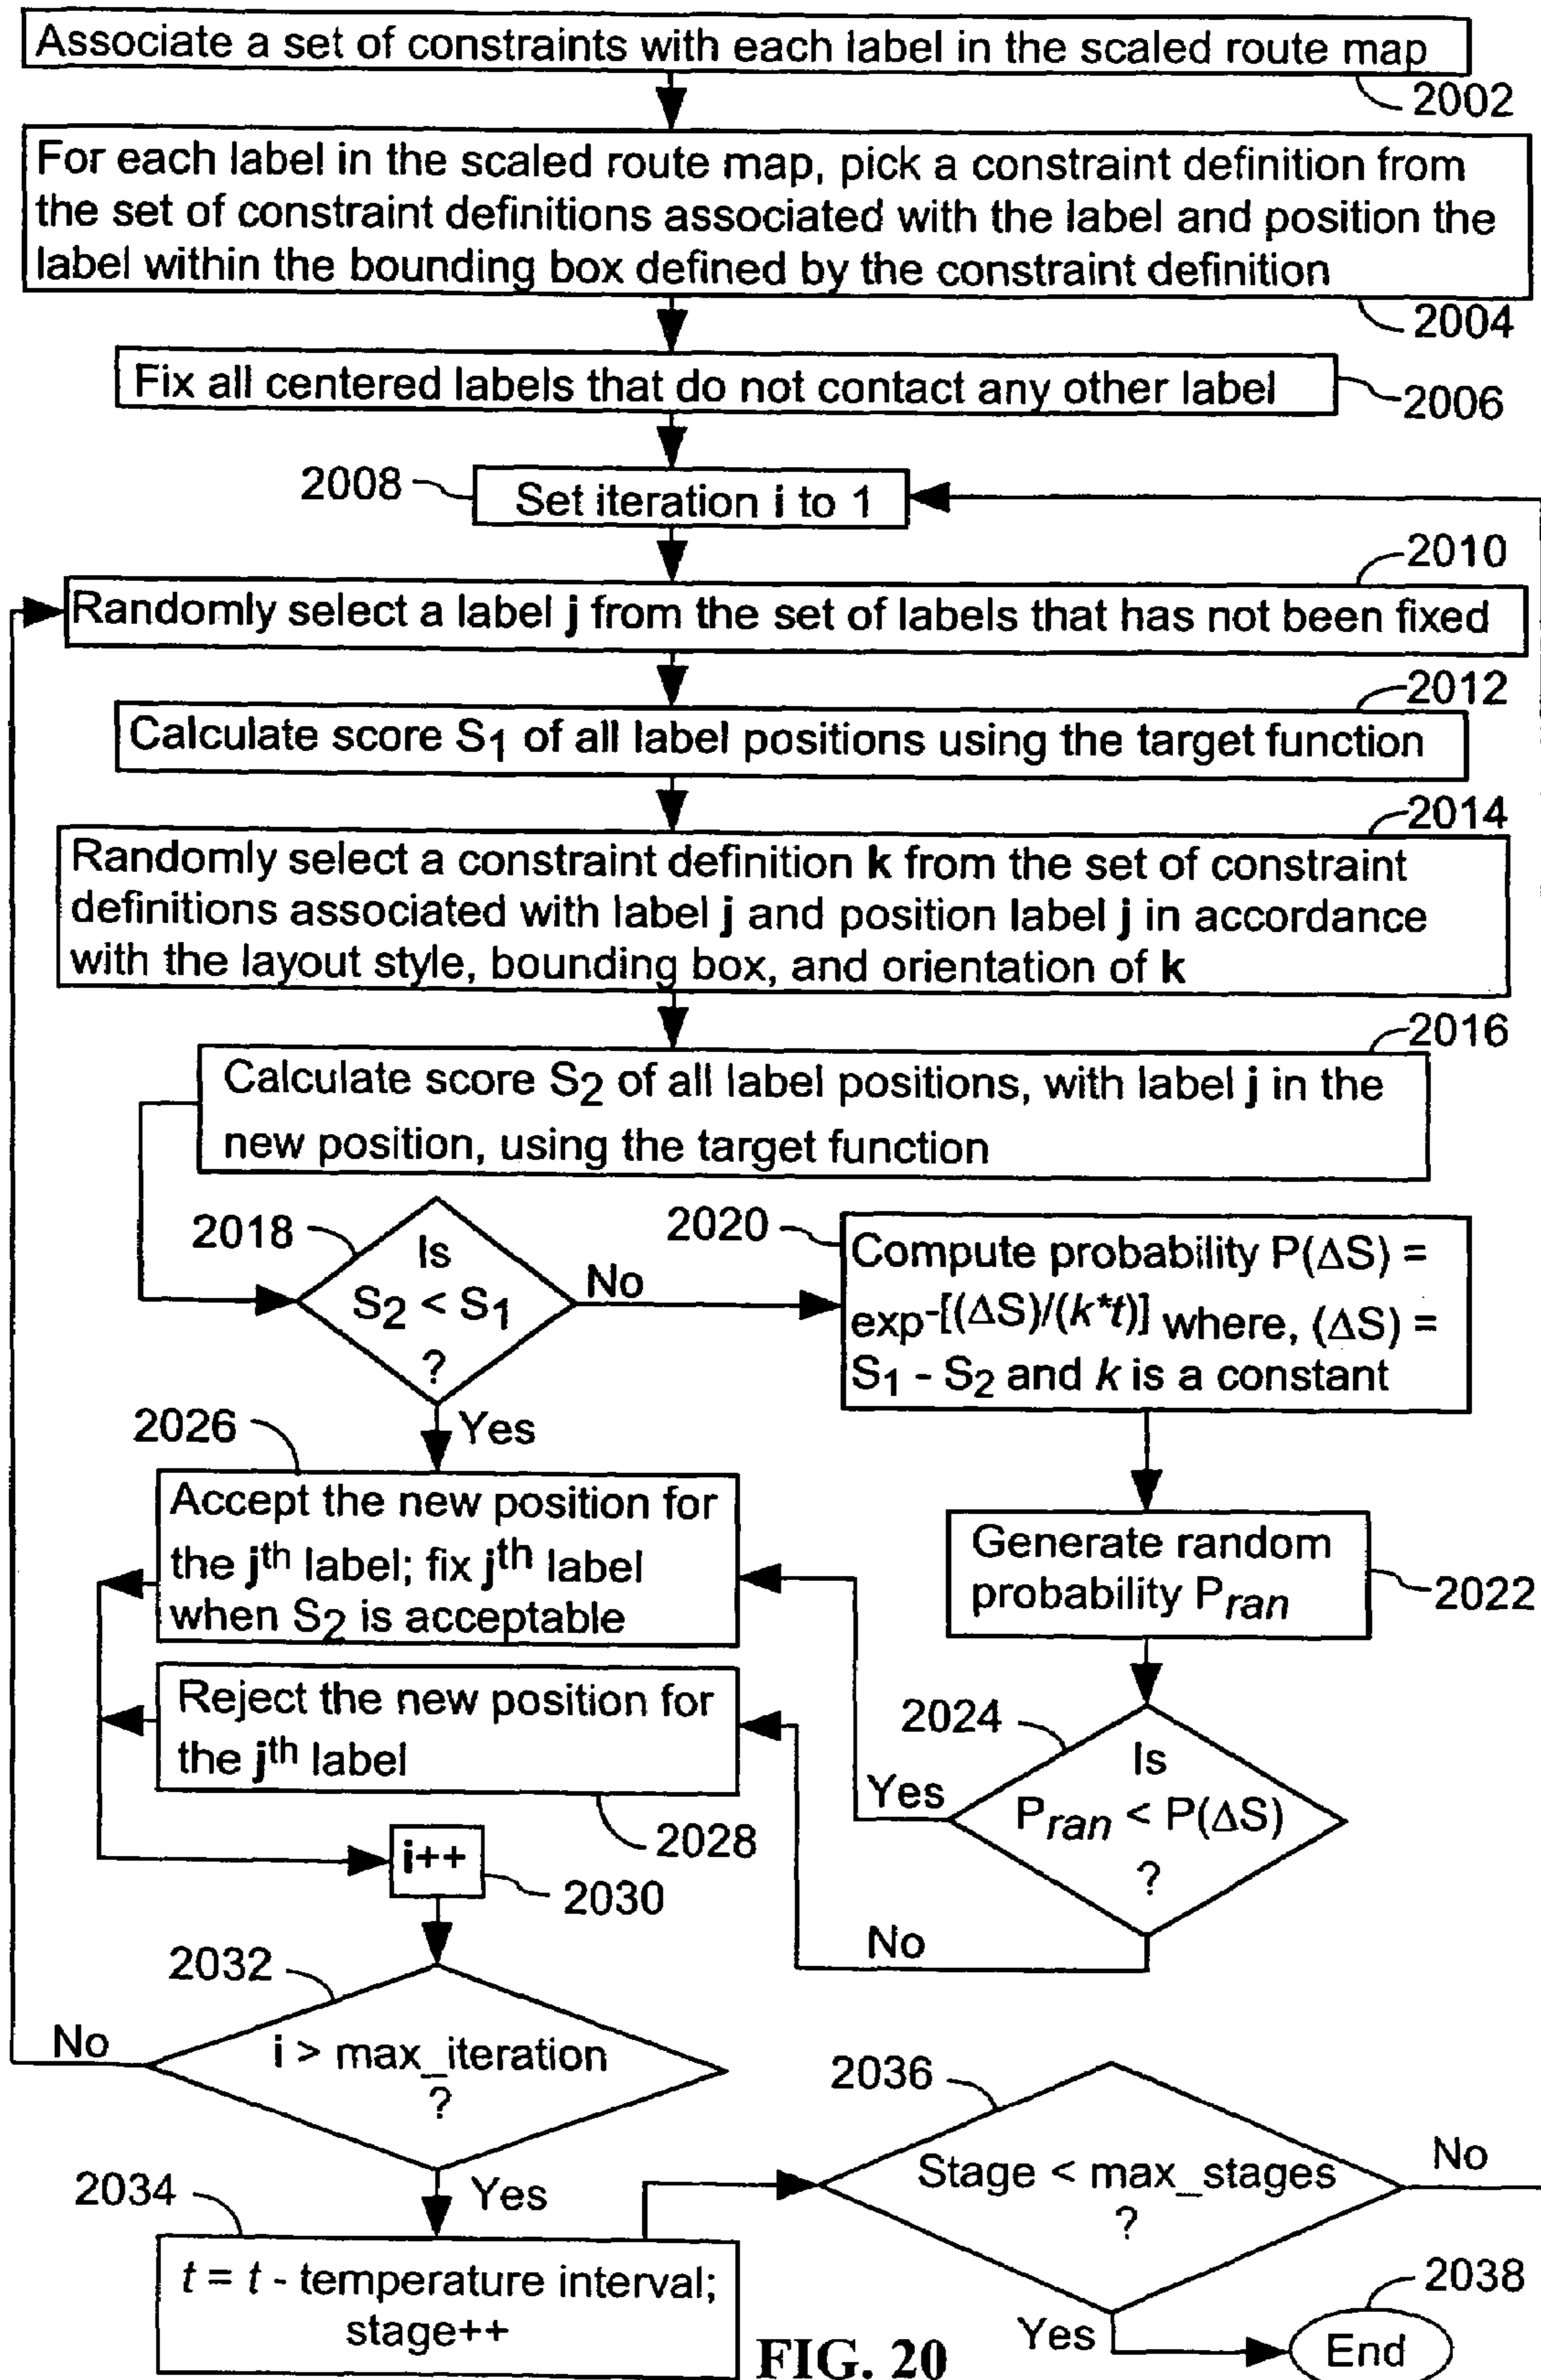 Associate a set of constraints with each label in the scaled route map
2002
For each label in the scaled route map, pick a constraint definition from
the set of constraint definitions associated with the label and position the
label within the bounding box defined by the constraint definition
2004
Fix all centered labels that do not contact any other label
2006
2008
Set iteration i to 1
2010
Randomly select a label j from the set of labels that has not been fixed
2012
Calculate score S1 of all label positions using the target function
2014
Randomly select a constraint definition k from the set of constraint
definitions associated with label j and position label j in accordance
with the layout style, bounding box, and orientation of k
2016
Calculate score S2 of all label positions, with label j in the
new position, using the target function
2018
Is
S2 < S1
?
No
Yes
2020
Compute probability P(ΔS) =
exp-[(ΔS)/(k*t)] where, (ΔS) =
S1 - S2 and k is a constant
2026
Accept the new position for
the jth label; fix jth label
when S2 is acceptable
Generate random
probability Pran
2022
Reject the new position for
the jth label
2028
2024
Is
Pran < P(ΔS)
?
Yes
No
i++
2030
2032
i > max_iteration
?
No
Yes
2034
t = t - temperature interval;
stage++
2036
Stage < max_stages
?
No
Yes
2038
End
FIG. 20